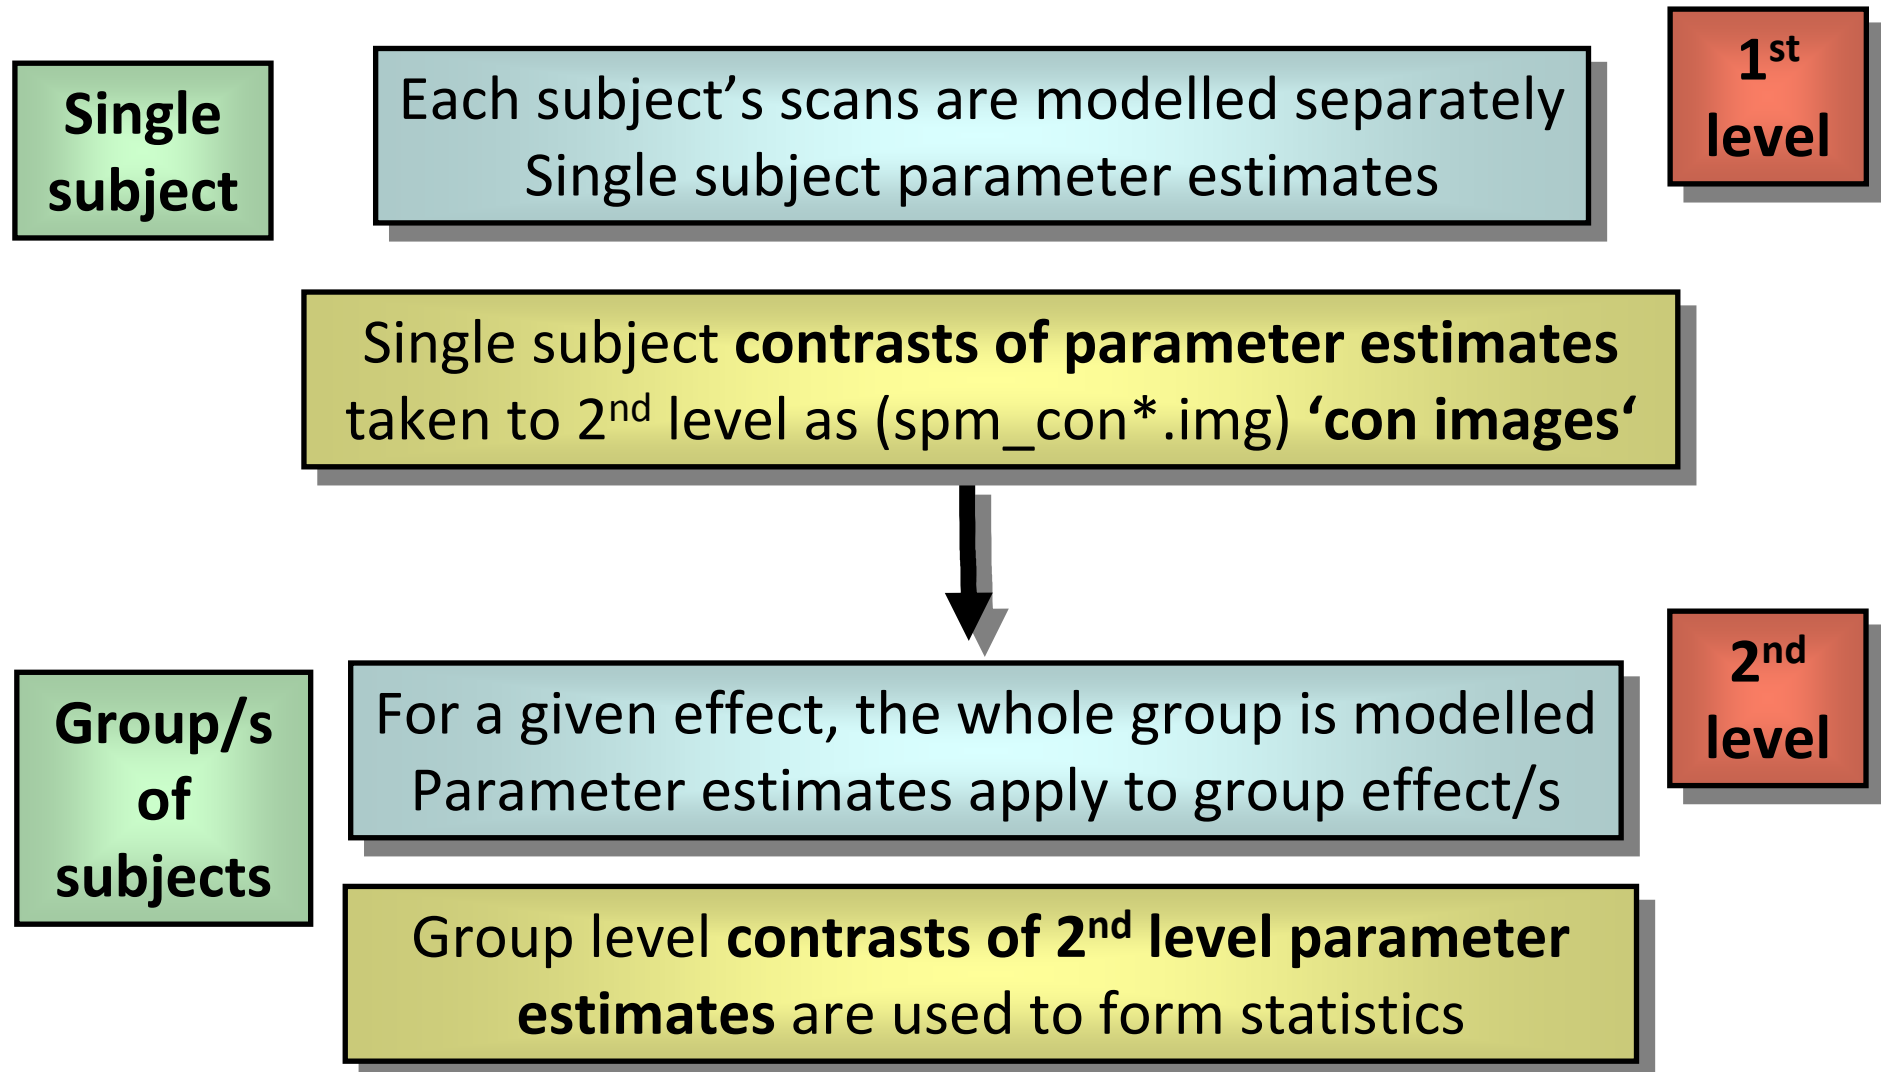 Single
subject
Each subject’s scans are modelled separately
Single subject parameter estimates
1st
level
Single subject contrasts of parameter estimates
taken to 2nd level as (spm_con*.img) ‘con images‘
Group/s
of
subjects
For a given effect, the whole group is modelled
Parameter estimates apply to group effect/s
2nd
level
Group level contrasts of 2nd level parameter
estimates are used to form statistics